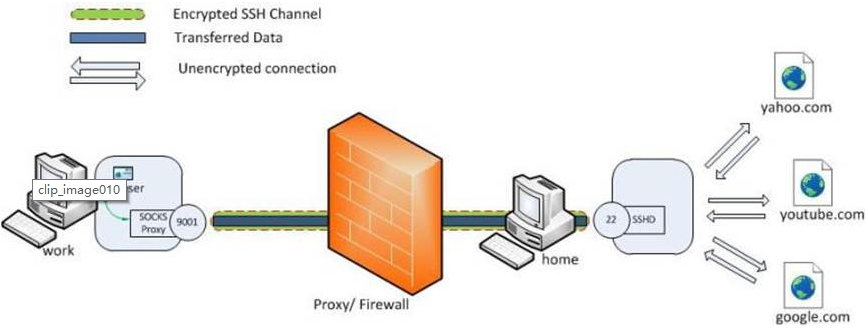 Encrypted SSH Channel
Transferred Data
Unencrypted connection
yahoo.com
clip_image010
ser
SOCKS
Proxy
9001
work
Proxy/ Firewall
home
22
SSHD
youtube.com
google.com